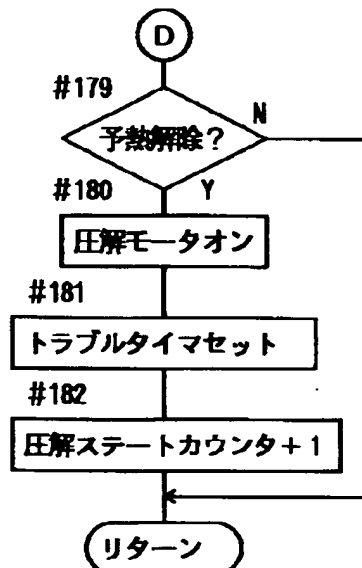 D
#179
予熱解除？
N
#180
Y
圧解モータオン
#181
トラブルタイマセット
#182
圧解ステートカウンタ＋１
リターン